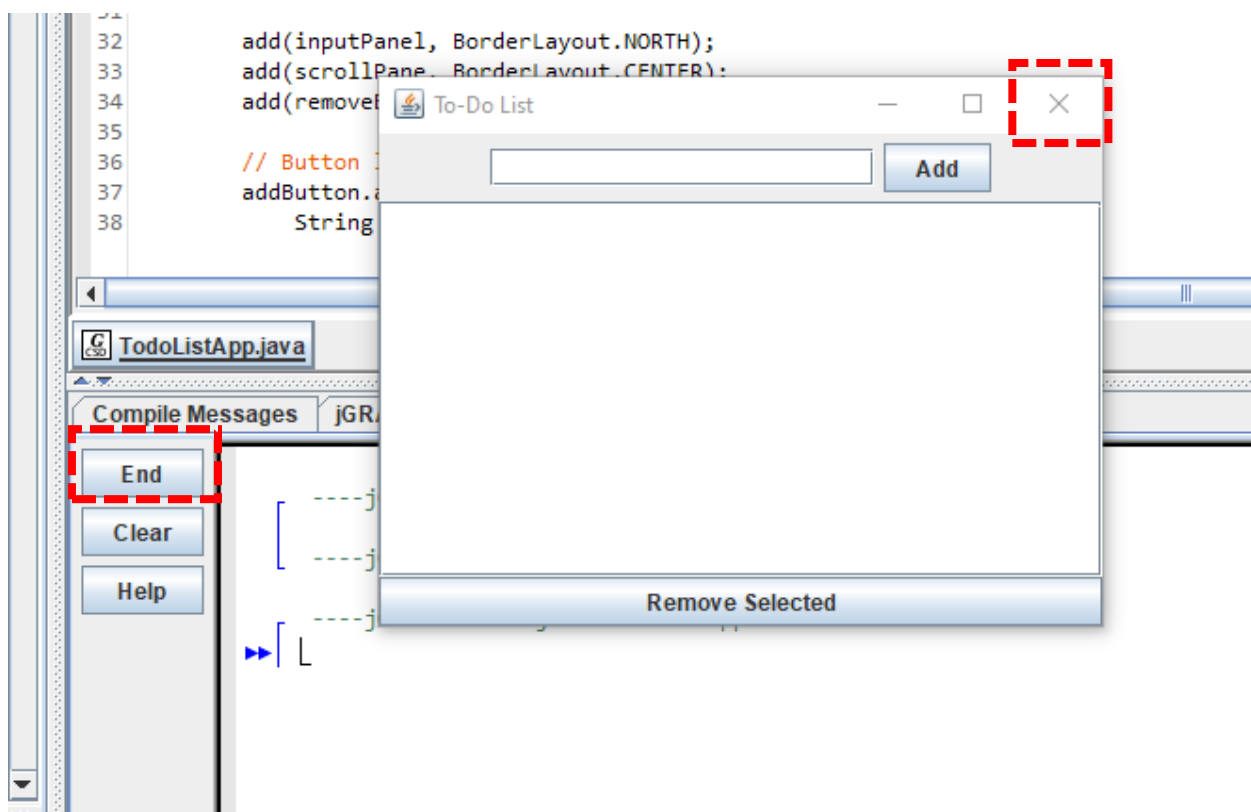 32 add(inputPanel, BorderLayout.NORTH);
33 add(scrollPane, BorderLayout.CENTER);
34 add(remove
35
36 // Button
37 addButton.a
38 String
To-Do List
Add
TodoListApp.java
Compile Messages jGR
End
Clear
Help
----j
----j
----j
Remove Selected